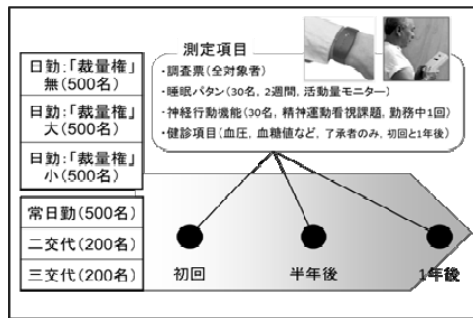 測定項目
・調査票(全対象者)
・睡眠パタン(30名, 2週間, 活動量モニター)
・神経行動機能(30名, 精神運動看視課題, 勤務中1回)
・健診項目(血圧, 血糖値など, 了承者のみ, 初回と1年後)
日勤:「裁量権」
無(500名)
日勤:「裁量権」
大(500名)
日勤:「裁量権」
小(500名)
常日勤(500名)
二交代(200名)
三交代(200名)
初回
半年後
1年後